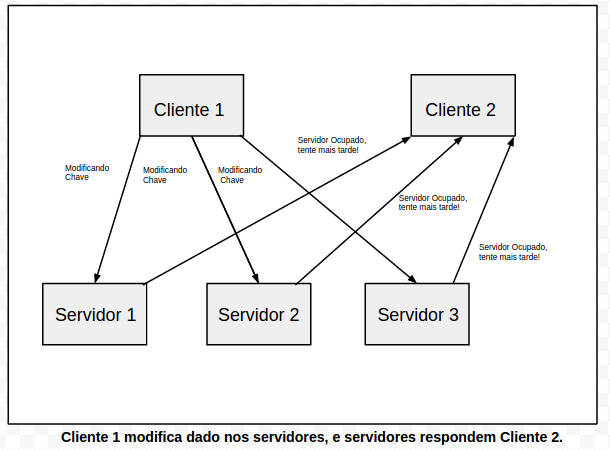 Cliente 1
Cliente 2
Servidor Ocupado,
tente mais tarde!
Modificando
Chave
Modificando
Chave
Modificando
Chave
Servidor Ocupado,
tente mais tarde!
Servidor Ocupado,
tente mais tarde!
Servidor 1
Servidor 2
Servidor 3
Cliente 1 modifica dado nos servidores, e servidores respondem Cliente 2.